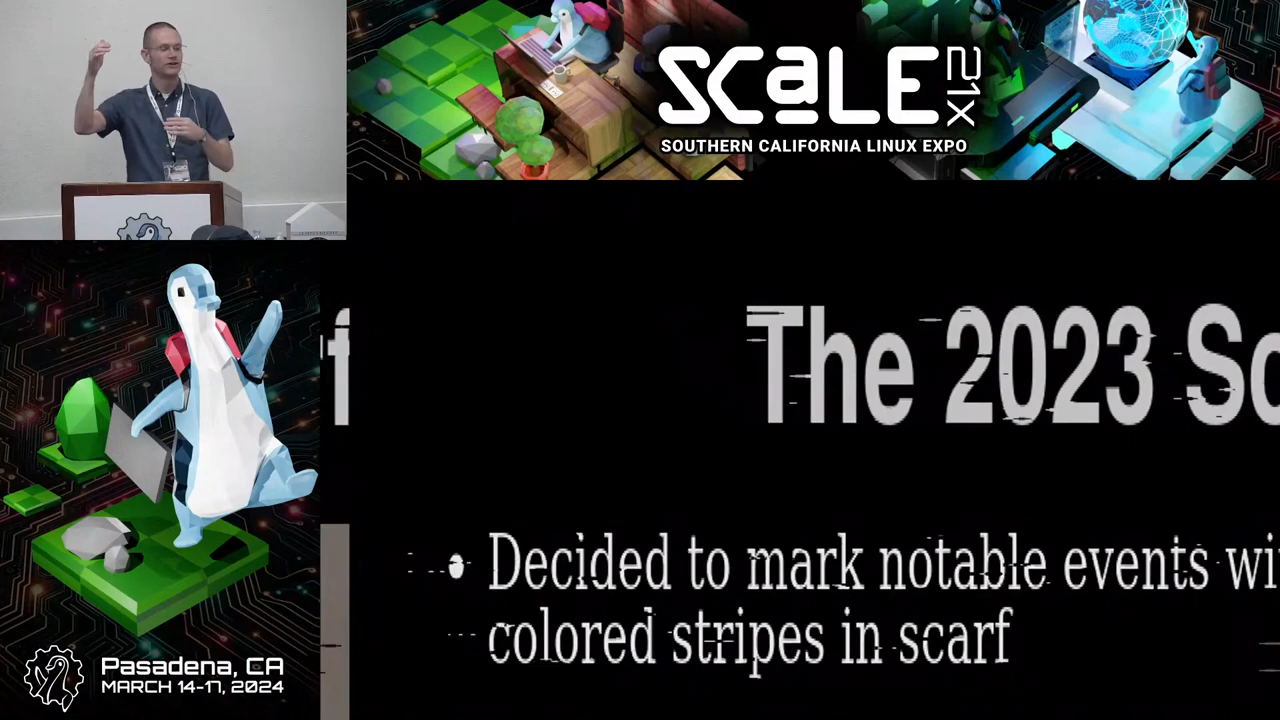 SCaLE 21x
SOUTHERN CALIFORNIA LINUX EXPO
f
The 2023 Sc
• Decided to mark notable events wi
colored stripes in scarf
Pasadena, CA
MARCH 14-17, 2024